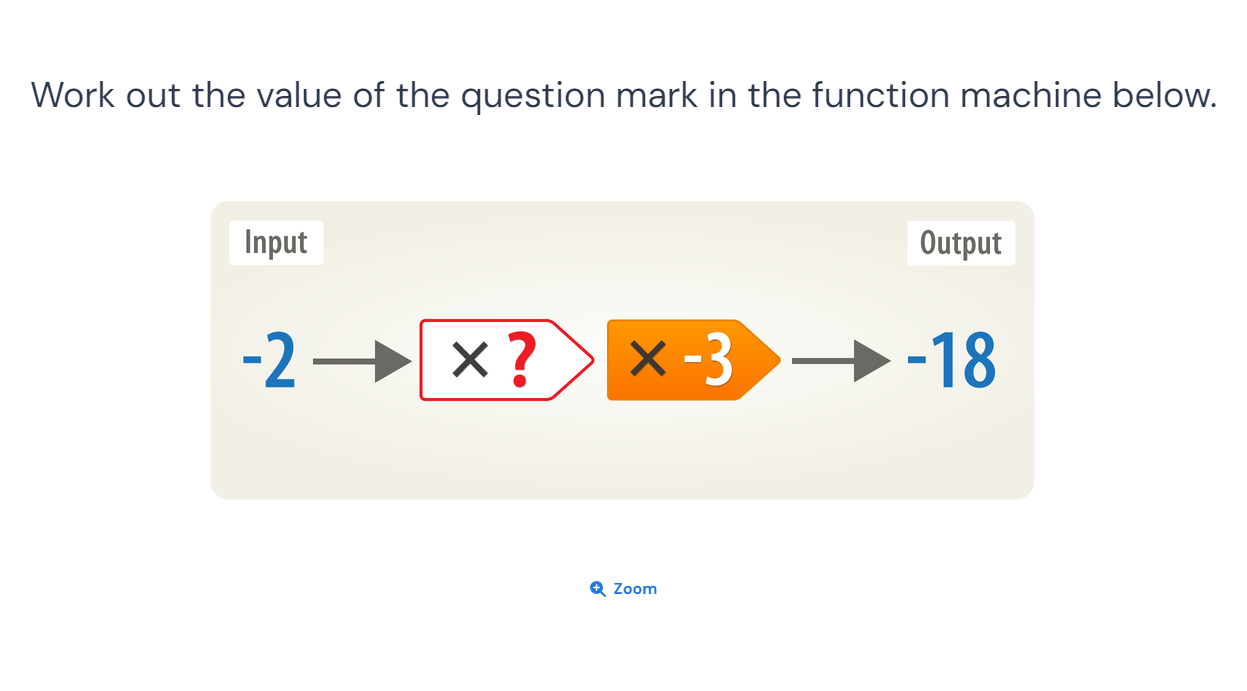 Work out the value of the question mark in the function machine below.
Input
Output
-2
× ?
× -3
-18
Zoom